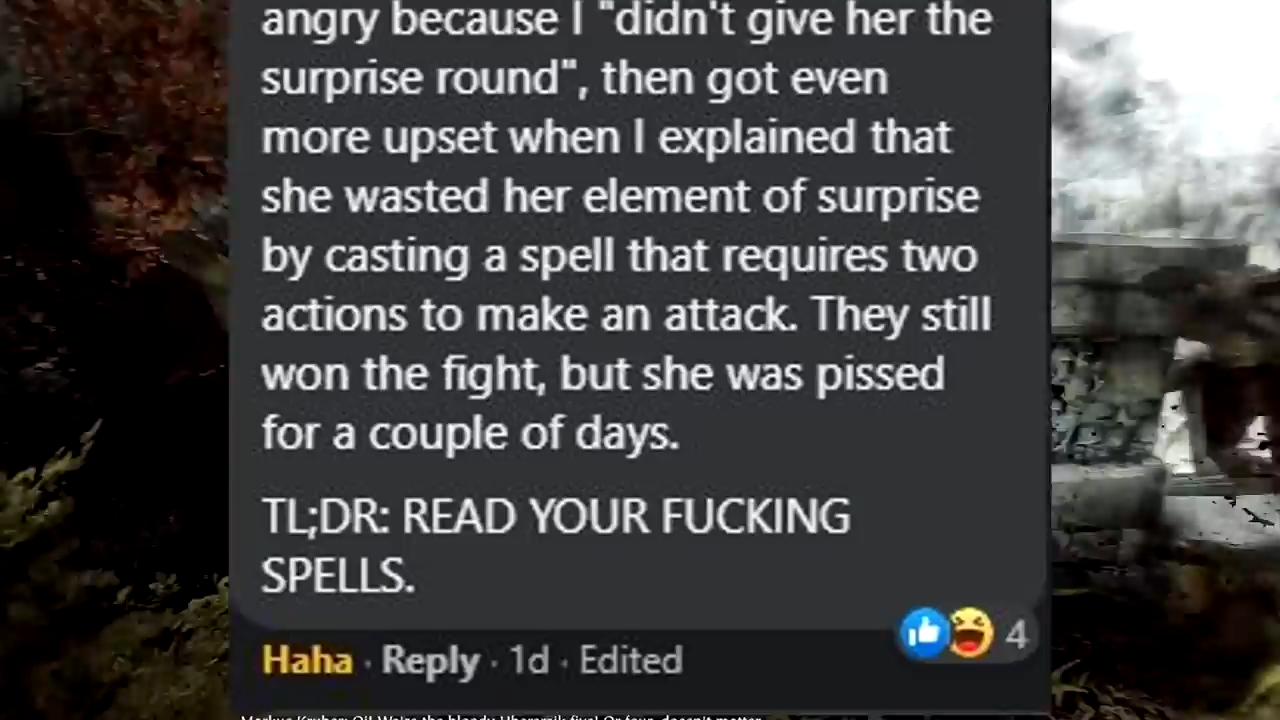 angry because I "didn't give her the
surprise round", then got even
more upset when I explained that
she wasted her element of surprise
by casting a spell that requires two
actions to make an attack. They still
won the fight, but she was pissed
for a couple of days.
TL;DR: READ YOUR FUCKING
SPELLS.
4
Haha · Reply · 1d · Edited